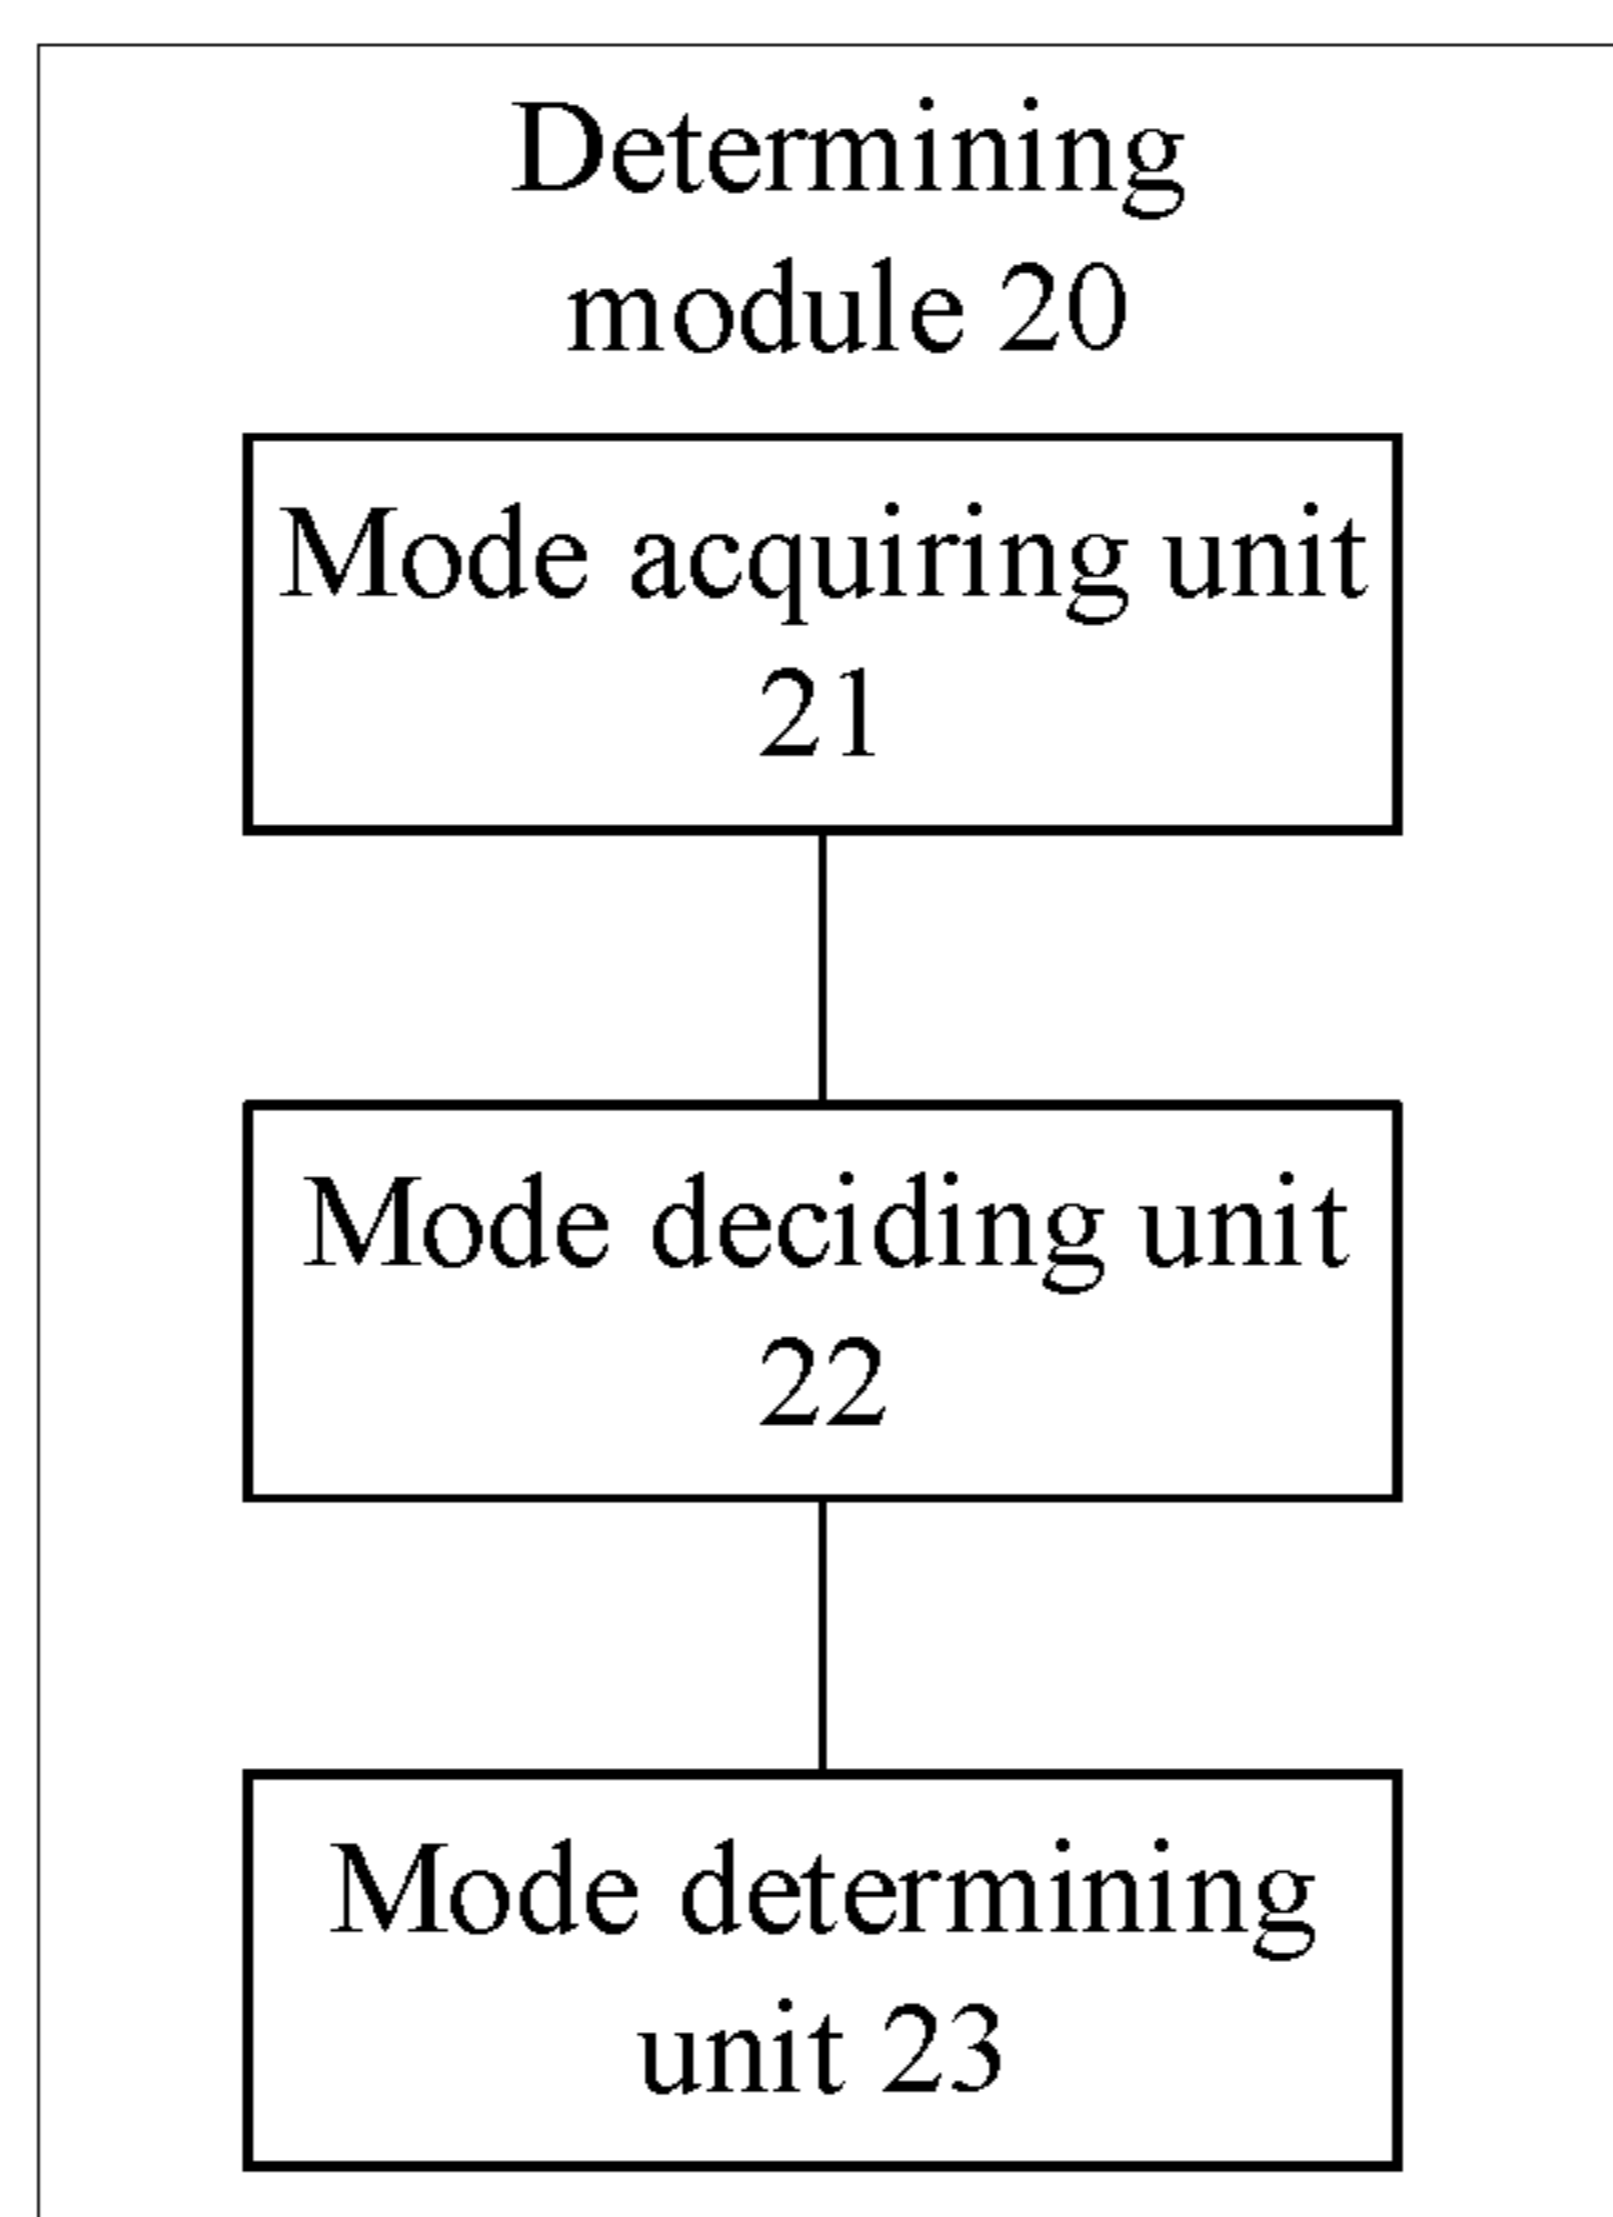 Determining
module 20
Mode acquiring unit
21
Mode deciding unit
22
Mode determining
unit 23